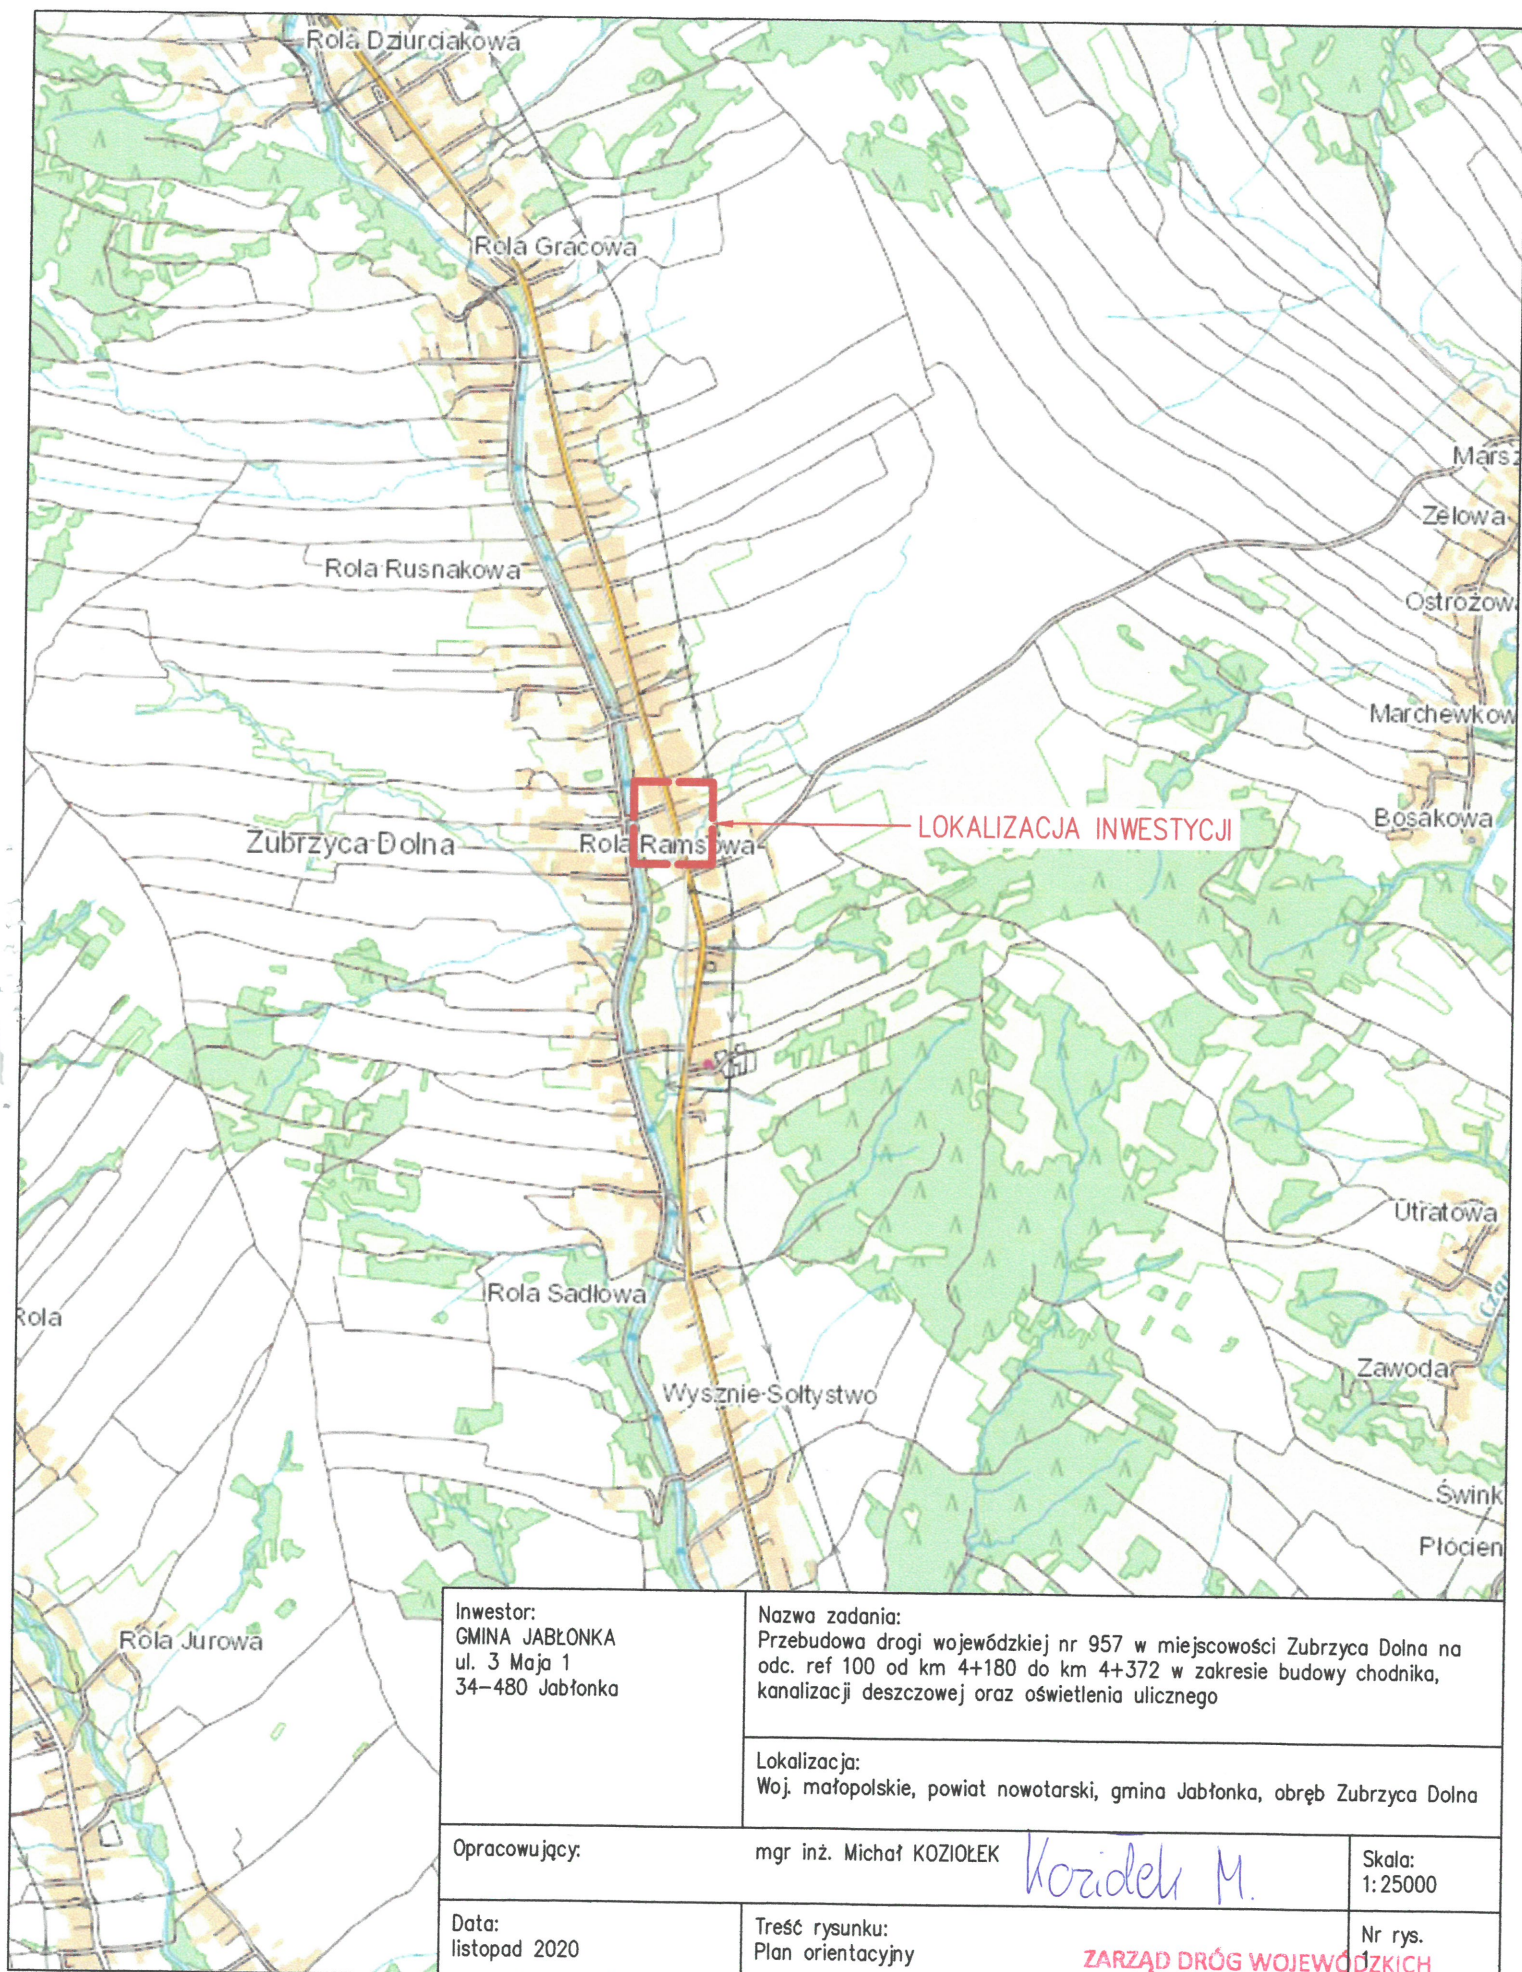 Rola Dziurciakowa
Rola Gracowa
Marsz
Zelowa
Rola Rusnakowa
Ostrożowa
Marchewkow
Bosakowa
LOKALIZACJA INWESTYCJI
Zubrzyca Dolna
Rola Ramsowa
Utratowa
Rola Sadłowa
Rola
Zawoda
Wysznie-Sołtystwo
Śwink
Płócien
Rola Jurowa
Inwestor:
GMINA JABŁONKA
ul. 3 Maja 1
34-480 Jabłonka
Nazwa zadania:
Przebudowa drogi wojewódzkiej nr 957 w miejscowości Zubrzyca Dolna na
odc. ref 100 od km 4+180 do km 4+372 w zakresie budowy chodnika,
kanalizacji deszczowej oraz oświetlenia ulicznego
Lokalizacja:
Woj. małopolskie, powiat nowotarski, gmina Jabłonka, obręb Zubrzyca Dolna
Opracowujący:
mgr inż. Michał KOZIOŁEK
Koziołek M.
Skala:
1:25000
Data:
listopad 2020
Treść rysunku:
Plan orientacyjny
Nr rys.
1
ZARZĄD DRÓG WOJEWÓDZKICH